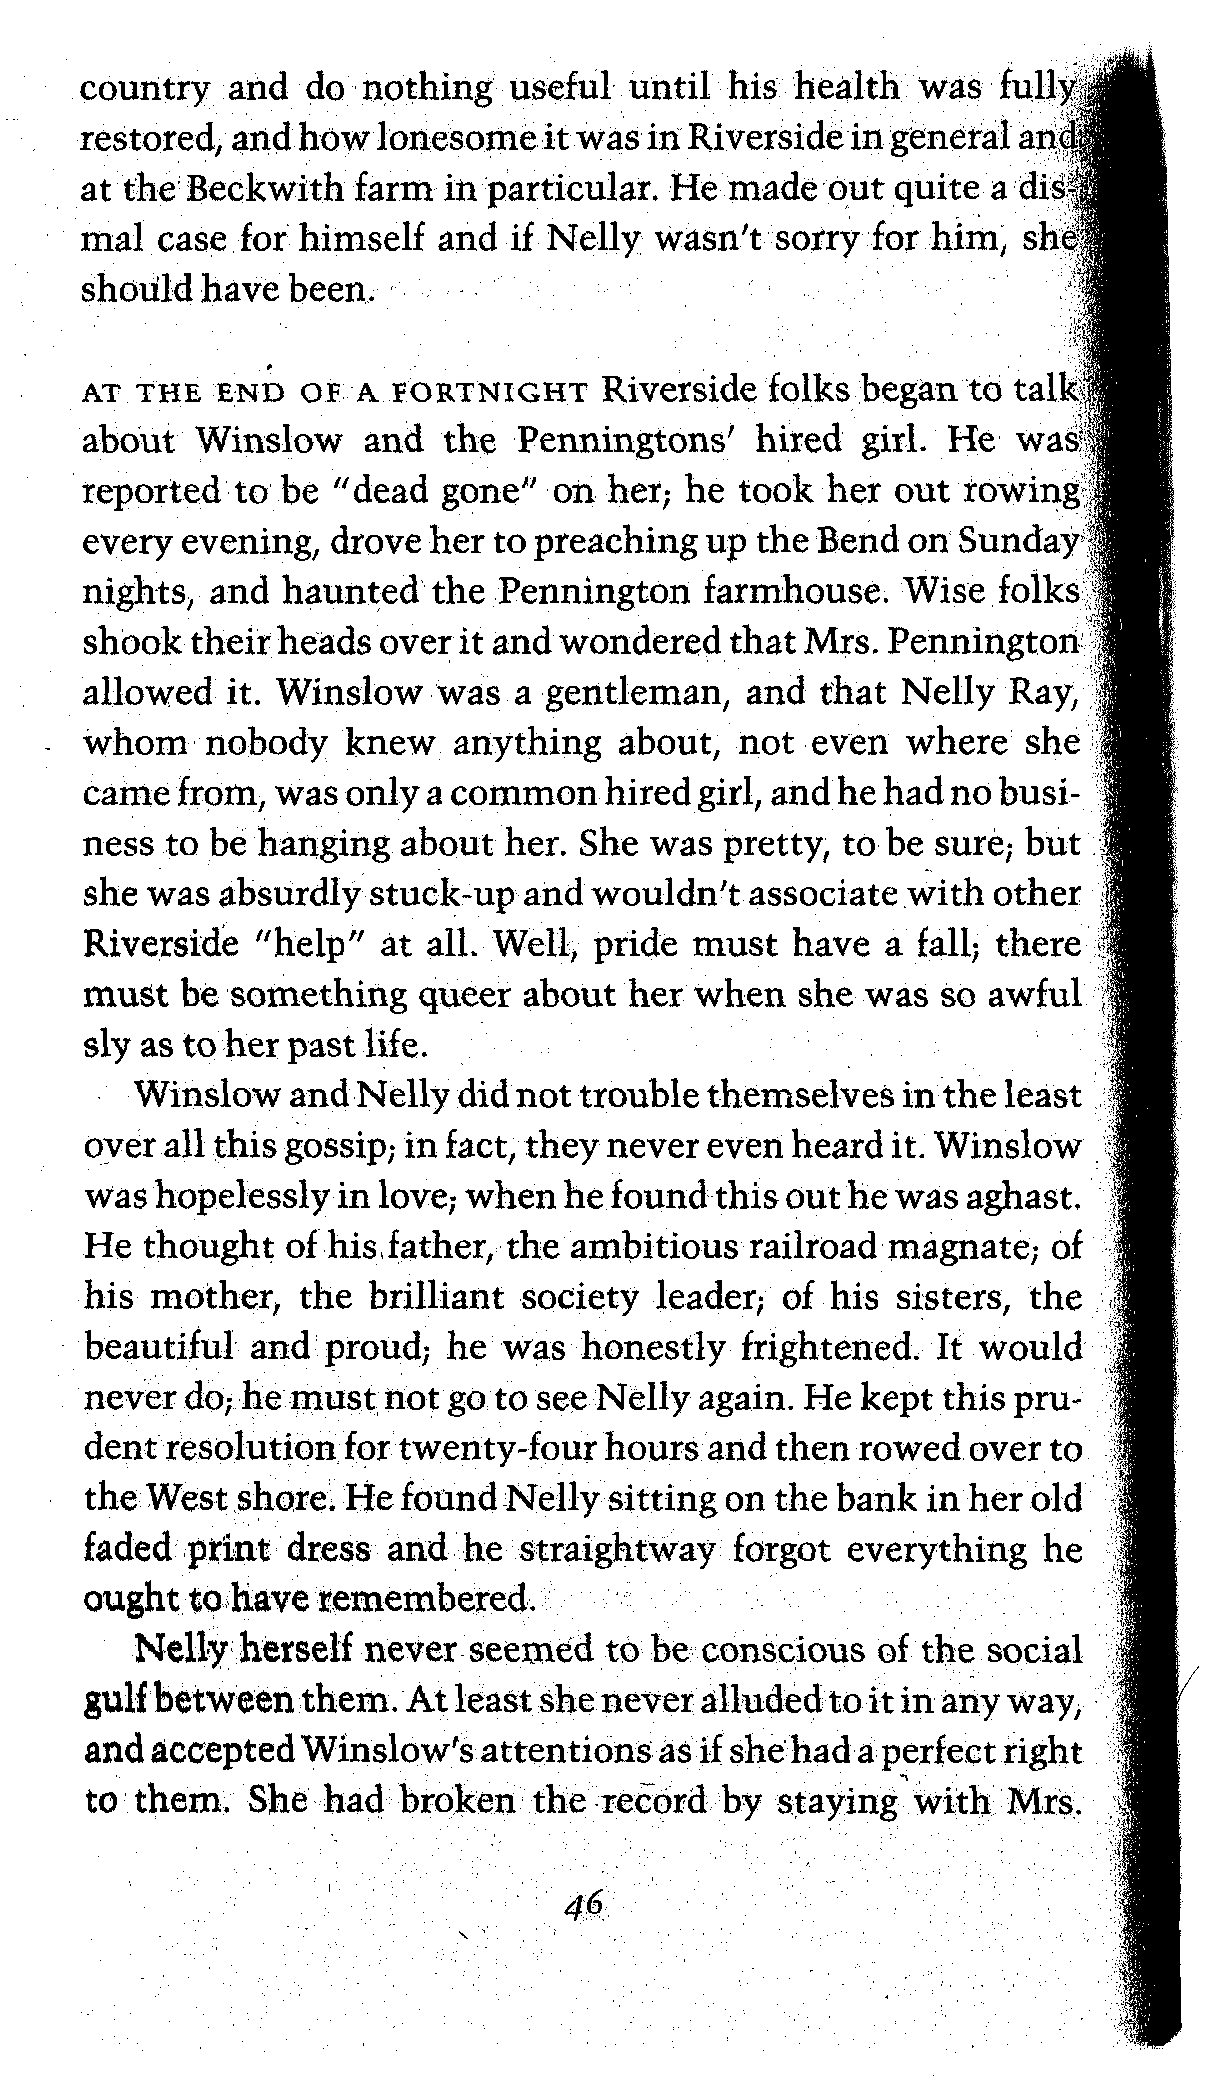 country and do nothing useful until his health was fully
restored, and how lonesome it was in Riverside in general and
at the Beckwith farm in particular. He made out quite a dis-
mal case for himself and if Nelly wasn't sorry for him, she
should have been.
AT THE END OF A FORTNIGHT Riverside folks began to talk
about Winslow and the Penningtons' hired girl. He was
reported to be "dead gone" on her; he took her out rowing
every evening, drove her to preaching up the Bend on Sunday
nights, and haunted the Pennington farmhouse. Wise folks
shook their heads over it and wondered that Mrs. Pennington
allowed it. Winslow was a gentleman, and that Nelly Ray,
whom nobody knew anything about, not even where she
came from, was only a common hired girl, and he had no busi-
ness to be hanging about her. She was pretty, to be sure; but
she was absurdly stuck-up and wouldn't associate with other
Riverside "help" at all. Well, pride must have a fall; there
must be something queer about her when she was so awful
sly as to her past life.
Winslow and Nelly did not trouble themselves in the least
over all this gossip; in fact, they never even heard it. Winslow
was hopelessly in love; when he found this out he was aghast.
He thought of his father, the ambitious railroad magnate; of
his mother, the brilliant society leader; of his sisters, the
beautiful and proud; he was honestly frightened. It would
never do; he must not go to see Nelly again. He kept this pru-
dent resolution for twenty-four hours and then rowed over to
the West shore. He found Nelly sitting on the bank in her old
faded print dress and he straightway forgot everything he
ought to have remembered.
Nelly herself never seemed to be conscious of the social
gulf between them. At least she never alluded to it in any way,
and accepted Winslow's attentions as if she had a perfect right
to them. She had broken the record by staying with Mrs.
46